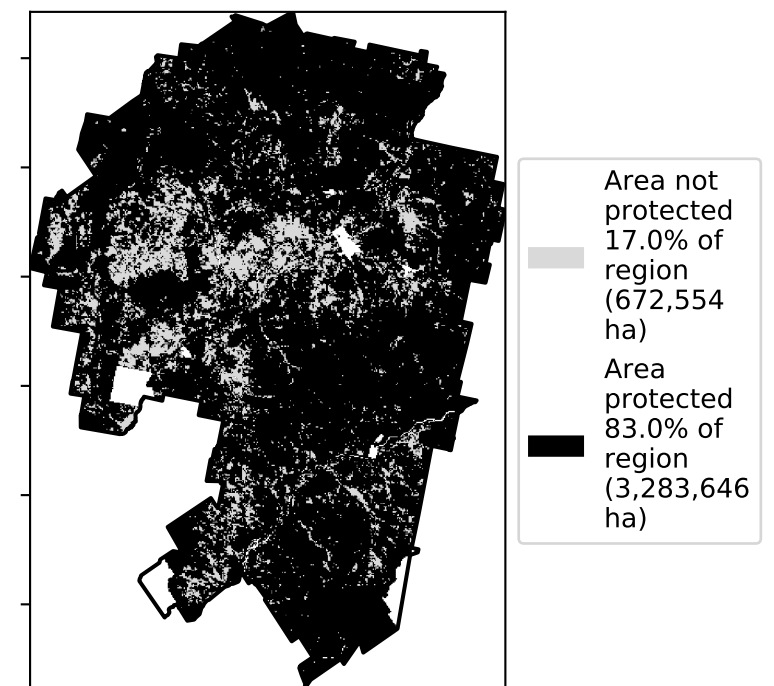 Area not
protected
17.0% of
region
(672,554
ha)
Area
protected
83.0% of
region
(3,283,646
ha)